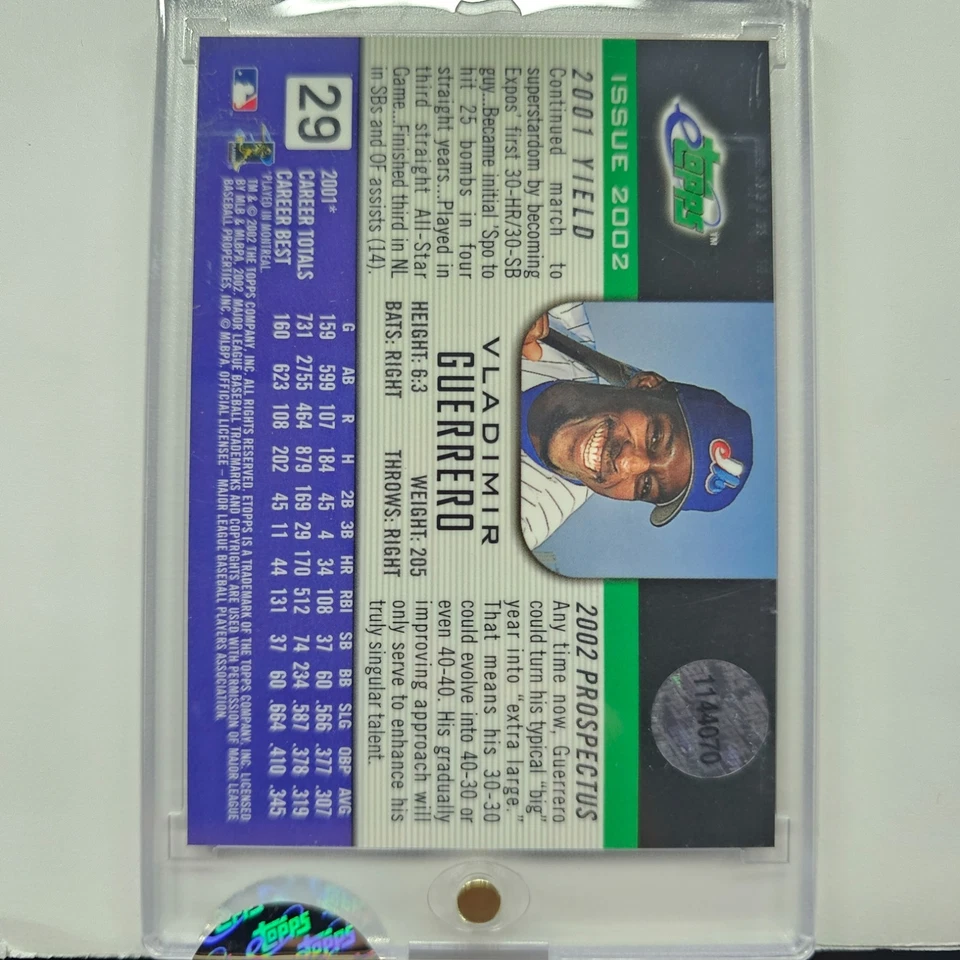 etopps™
ISSUE 2002
1144070
2001 YIELD
Continued march to
superstardom by becoming
Expos' first 30-HR/30-SB
guy...Became initial 'Spo to
hit 25 bombs in four
straight years...Played in
third straight All-Star
Game...Finished third in NL
in SBs and OF assists (14).
VLADIMIR
GUERRERO
HEIGHT: 6:3 WEIGHT: 205
BATS: RIGHT THROWS: RIGHT
2002 PROSPECTUS
Any time now, Guerrero
could turn his typical "big"
year into "extra large."
That means his 30-30
could evolve into 40-30 or
even 40-40. His gradually
improving approach will
only serve to enhance his
truly singular talent.
29
G AB R H 2B 3B HR RBI SB BB SLG OBP AVG
2001* 159 599 107 184 45 4 34 108 37 60 .566 .377 .307
CAREER TOTALS 731 2755 464 879 169 29 170 512 74 234 .587 .378 .319
CAREER BEST 160 623 108 202 45 11 44 131 37 60 .664 .410 .345
*PLAYED IN MONTREAL
TM & © 2002 THE TOPPS COMPANY, INC. ALL RIGHTS RESERVED. ETOPPS IS A TRADEMARK OF THE TOPPS COMPANY, INC. LICENSED
BY MLB & MLBPA, 2002. MAJOR LEAGUE BASEBALL TRADEMARKS AND COPYRIGHTS ARE USED WITH PERMISSION OF MAJOR LEAGUE
BASEBALL PROPERTIES, INC. © MLBPA. OFFICIAL LICENSEE – MAJOR LEAGUE BASEBALL PLAYERS ASSOCIATION.
etopps
etopps
etopps